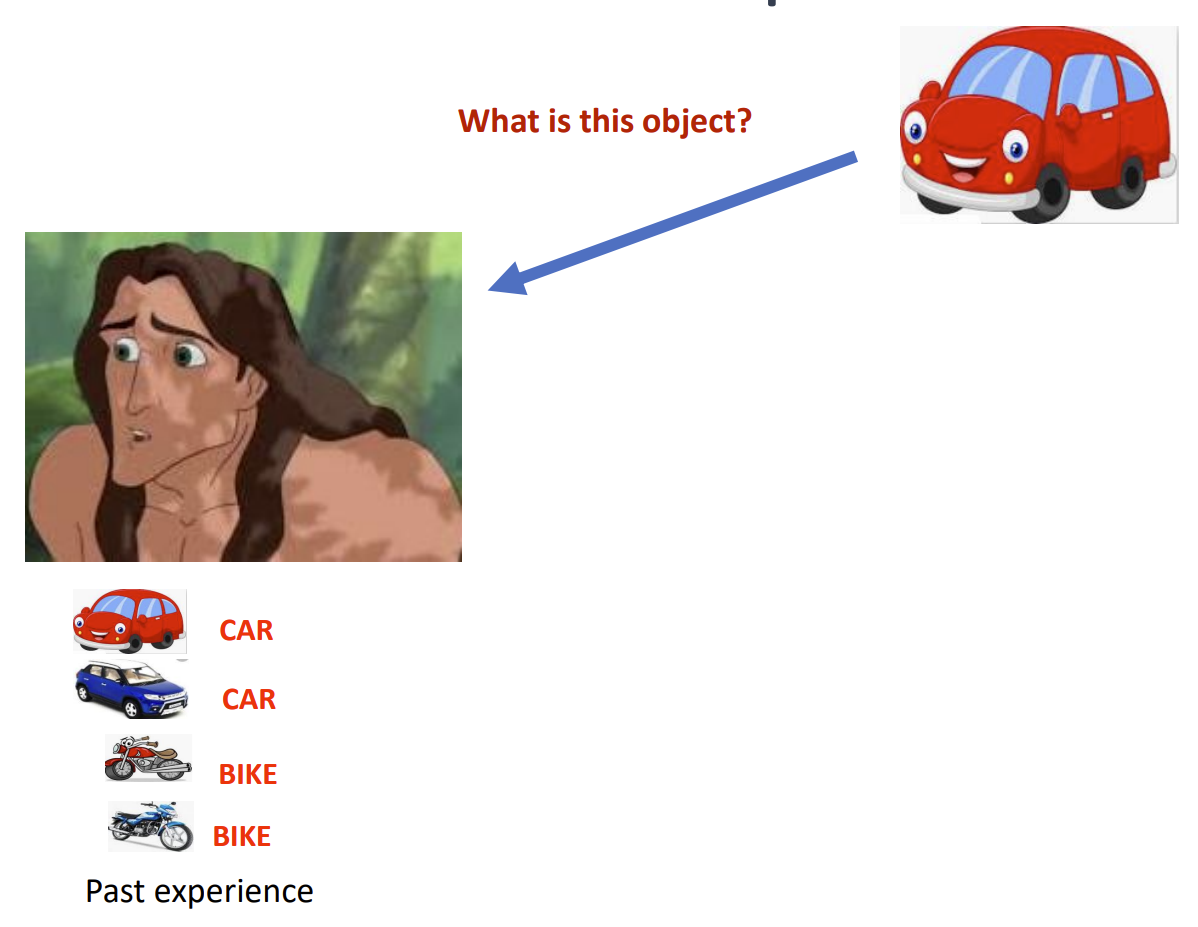 What is this object?
CAR
CAR
BIKE
BIKE
Past experience